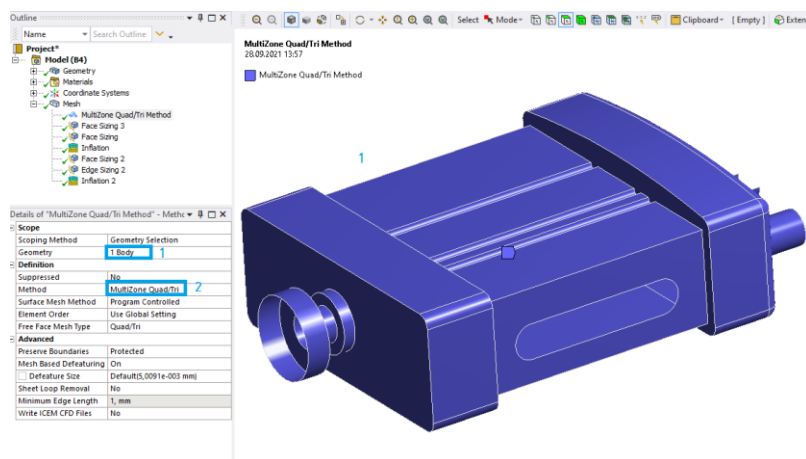 Outline
Name Search Outline
Project*
Model (84)
Geometry
Materials
Coordinate Systems
Mesh
MultiZone Quad/Tri Method
Face Sizing 3
Face Sizing
Inflation
Face Sizing 2
Edge Sizing 2
Inflation 2
Details of "MultiZone Quad/Tri Method" - Methc
Scope
Scoping Method Geometry Selection
Geometry 1 Body 1
Definition
Suppressed No
Method MultiZone Quad/Tri 2
Surface Mesh Method Program Controlled
Element Order Use Global Setting
Free Face Mesh Type Quad/Tri
Advanced
Preserve Boundaries Protected
Mesh Based Defeaturing On
Defeature Size Default(5,0091e-003 mm)
Sheet Loop Removal No
Minimum Edge Length 1, mm
Write ICEM CFD Files No
Select Mode Clipboard [ Empty ] Exten
MultiZone Quad/Tri Method
28.09.2021 13:57
MultiZone Quad/Tri Method
1